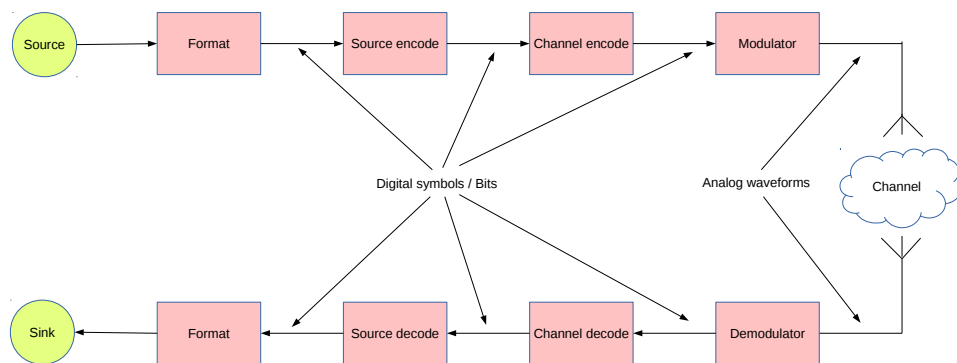 Source
Format
Source encode
Channel encode
Modulator
Digital symbols / Bits
Analog waveforms
Channel
Sink
Format
Source decode
Channel decode
Demodulator